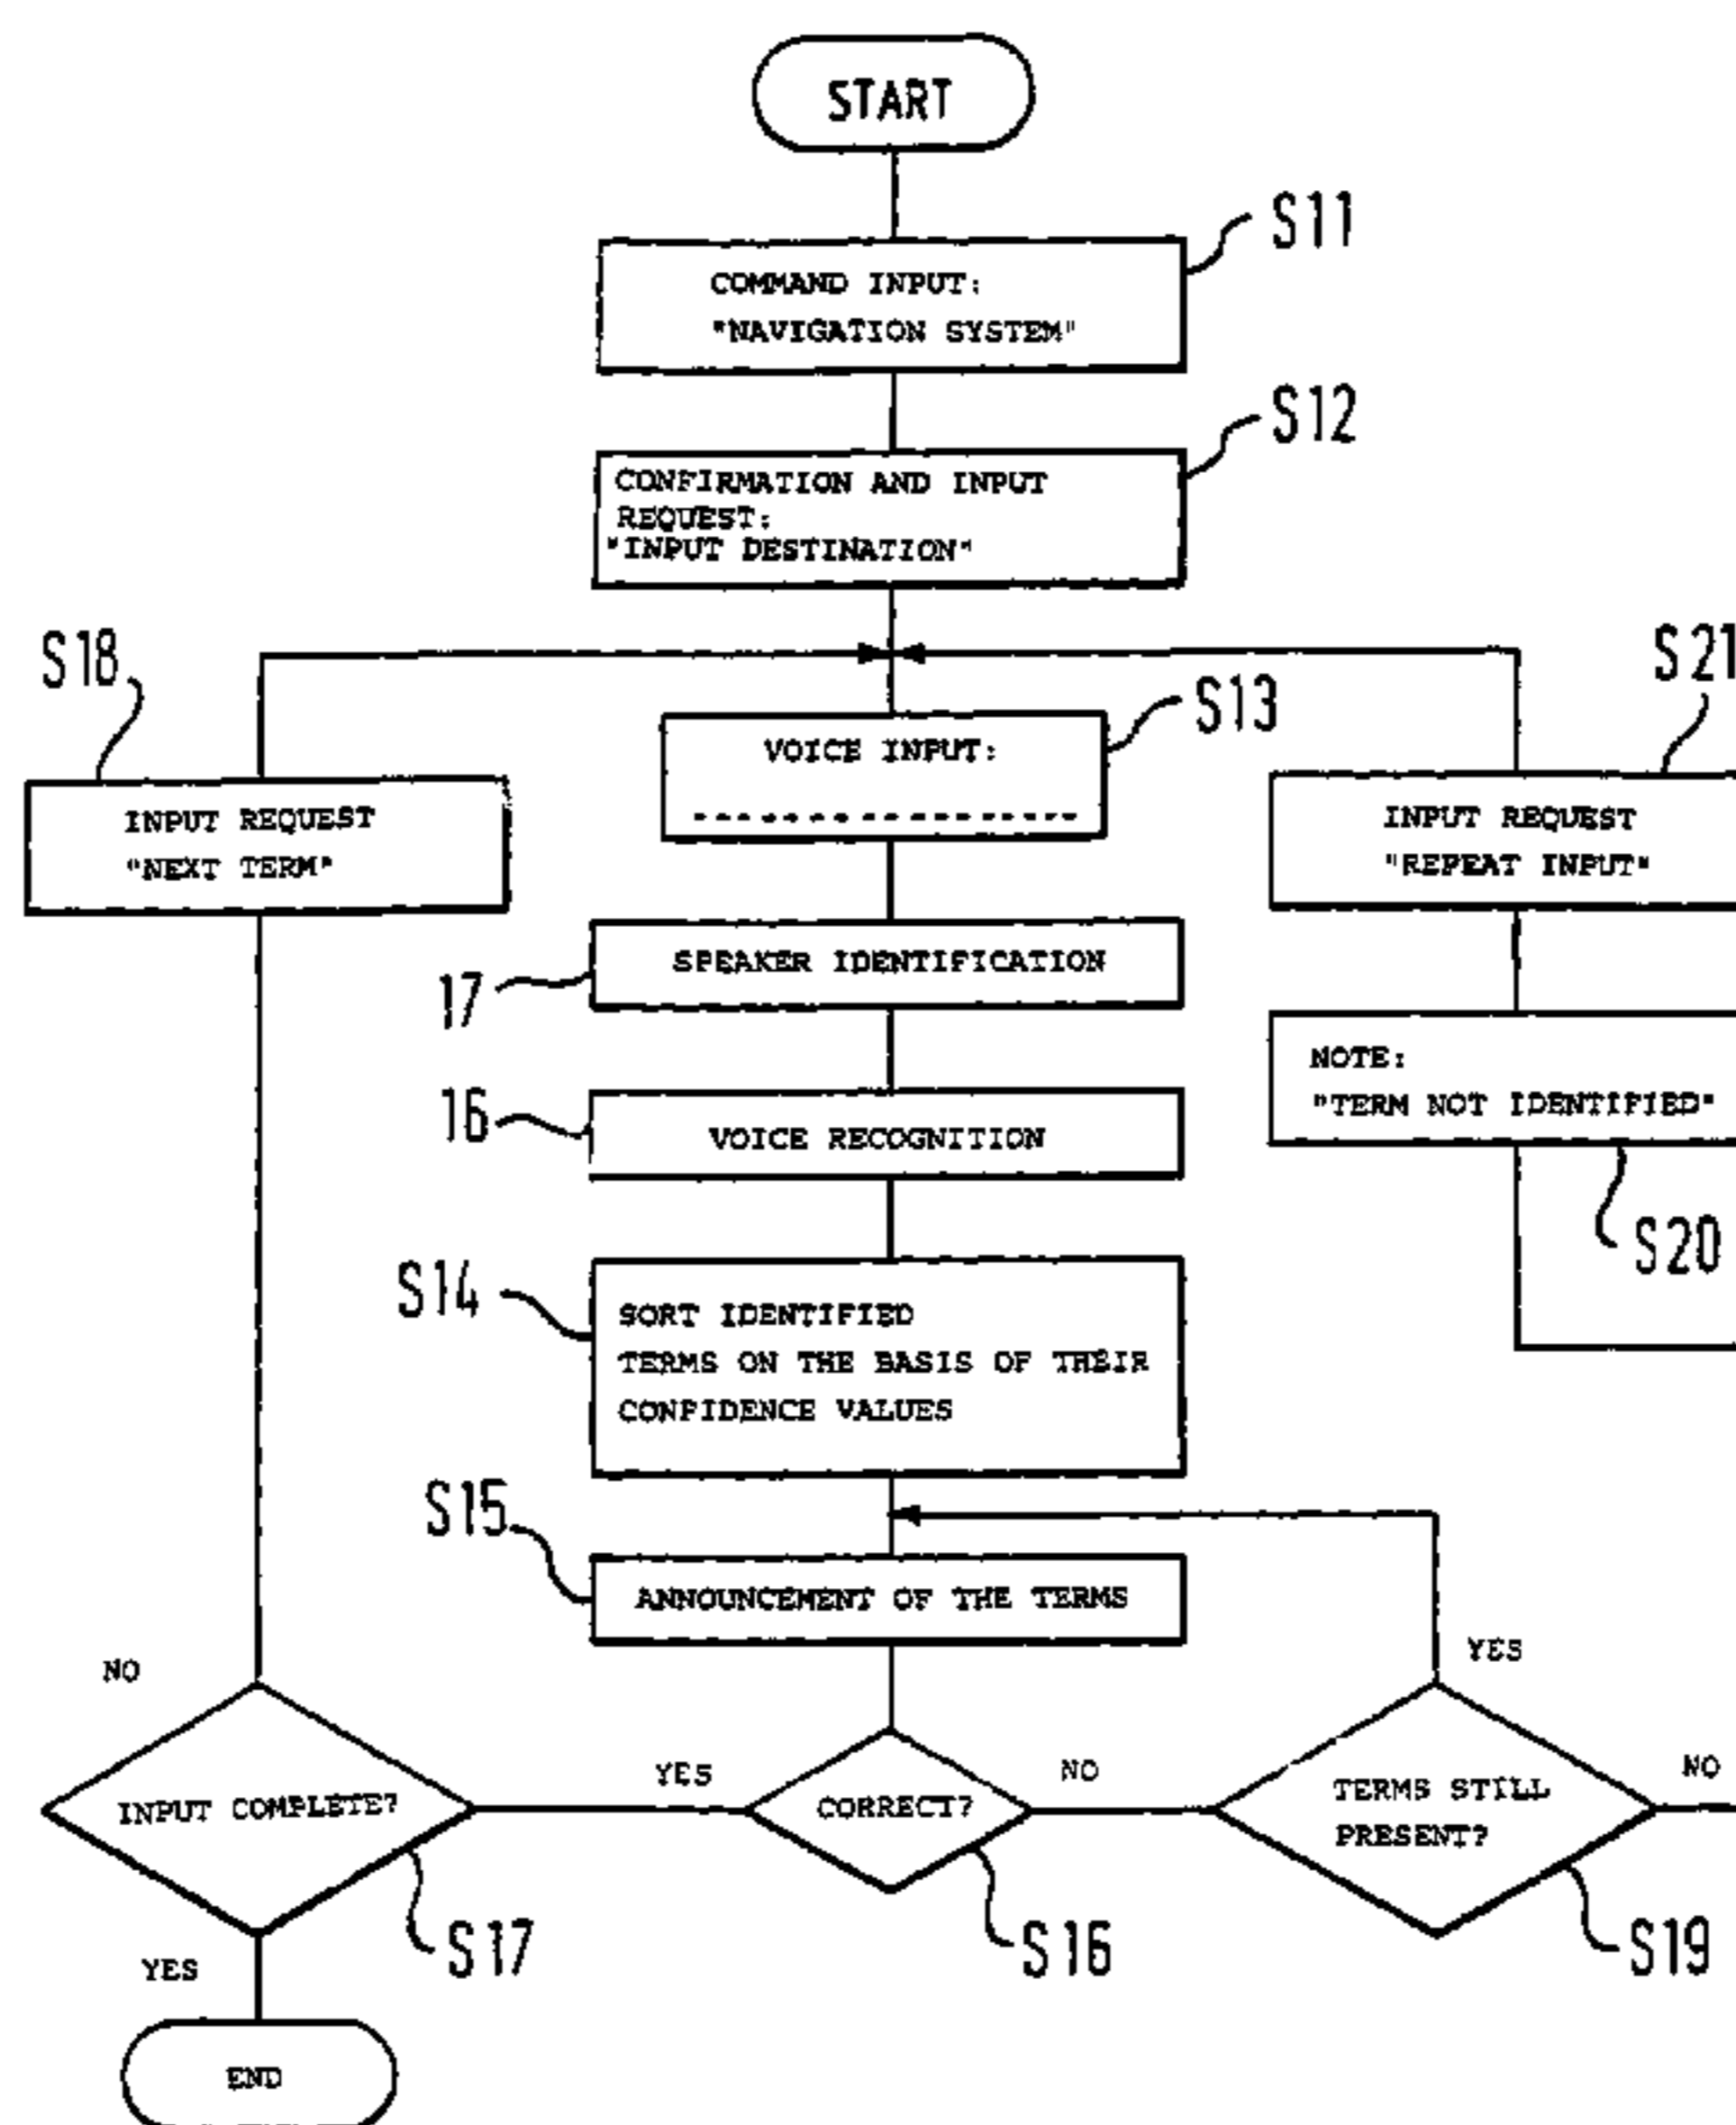 START
S11
COMMAND INPUT:
"NAVIGATION SYSTEM"
S12
CONFIRMATION AND INPUT
REQUEST:
"INPUT DESTINATION"
S18
S21
S13
VOICE INPUT:
INPUT REQUEST
"NEXT TERM"
INPUT REQUEST
"REPEAT INPUT"
17
SPEAKER IDENTIFICATION
NOTE:
"TERM NOT IDENTIFIED"
16
VOICE RECOGNITION
S20
S14
SORT IDENTIFIED
TERMS ON THE BASIS OF THEIR
CONFIDENCE VALUES
S15
ANNOUNCEMENT OF THE TERMS
NO
YES
INPUT COMPLETE?
YES
CORRECT?
NO
TERMS STILL
PRESENT?
NO
S17
S16
S19
YES
END